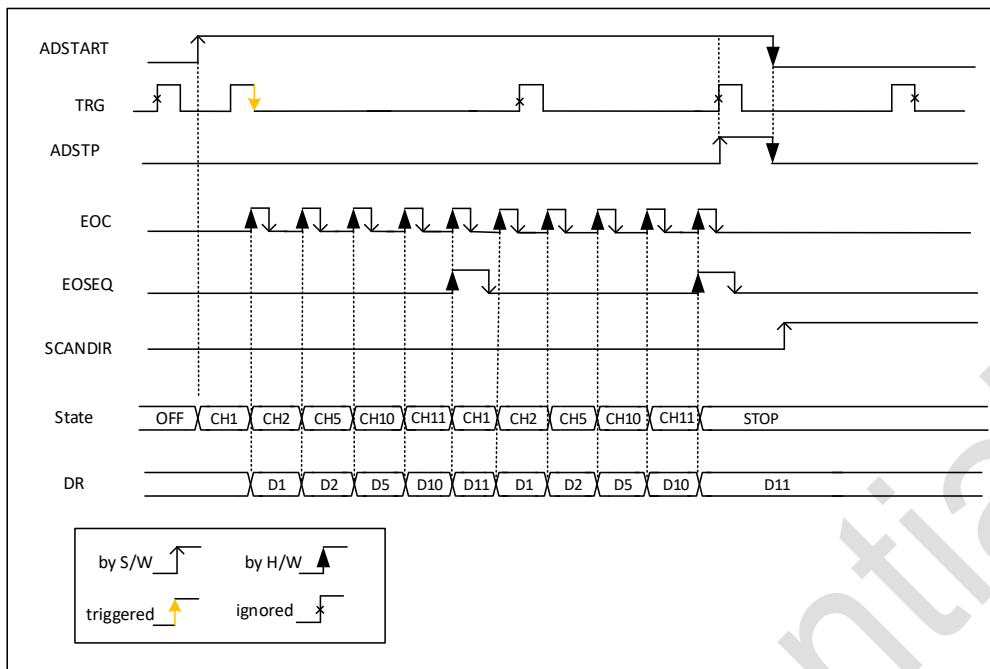 ADSTART
TRG
ADSTP
EOC
EOSEQ
SCANDIR
State OFF CH1 CH2 CH5 CH10 CH11 CH1 CH2 CH5 CH10 CH11 STOP
DR D1 D2 D5 D10 D11 D1 D2 D5 D10 D11
by S/W by H/W
triggered ignored